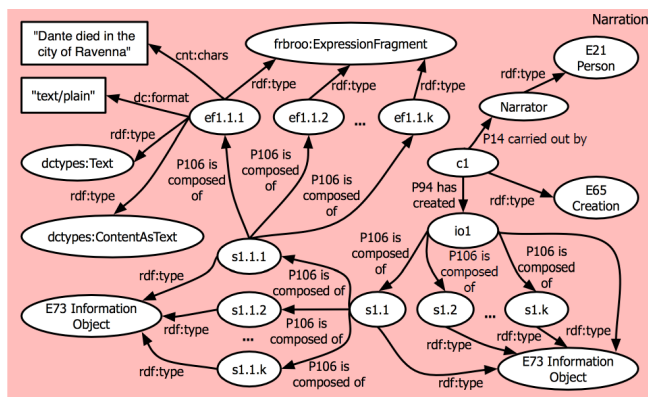 Narration
"Dante died in the
city of Ravenna"
cnt:chars
frbroo:ExpressionFragment
E21
Person
rdf:type
"text/plain"
dc:format
rdf:type
rdf:type
rdf:type
rdf:type
Narrator
ef1.1.1
ef1.1.2
...
ef1.1.k
rdf:type
P14 carried out by
dctypes:Text
P106 is
composed
of
P106 is
composed
of
P106 is
composed
of
c1
rdf:type
P94 has
created
rdf:type
E65
Creation
dctypes:ContentAsText
io1
s1.1.1
P106 is
composed
of
P106 is
composed
of
P106 is
composed
of
rdf:type
P106 is
composed of
E73 Information
Object
rdf:type
s1.1.2
P106 is
composed of
s1.1
s1.2
...
s1.k
...
rdf:type
rdf:type
rdf:type
s1.1.k
P106 is
composed of
rdf:type
E73 Information
Object